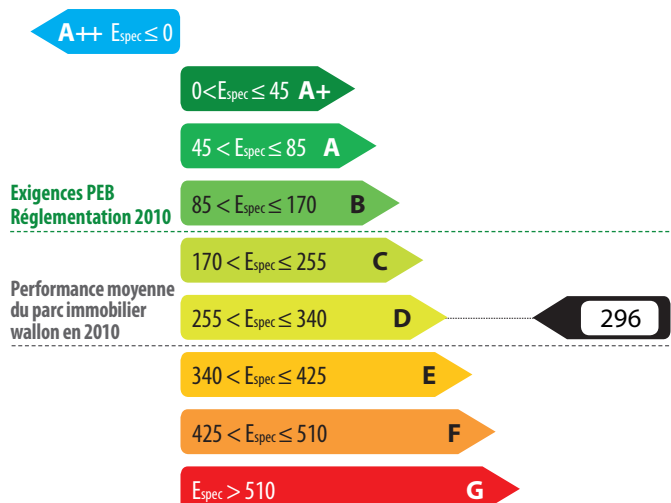 A++ Espec ≤ 0
0<Espec ≤ 45 A+
45 < Espec ≤ 85 A
Exigences PEB
Réglementation 2010
85 < Espec ≤ 170 B
170 < Espec ≤ 255 C
Performance moyenne
du parc immobilier
wallon en 2010
255 < Espec ≤ 340 D
296
340 < Espec ≤ 425 E
425 < Espec ≤ 510 F
Espec > 510 G